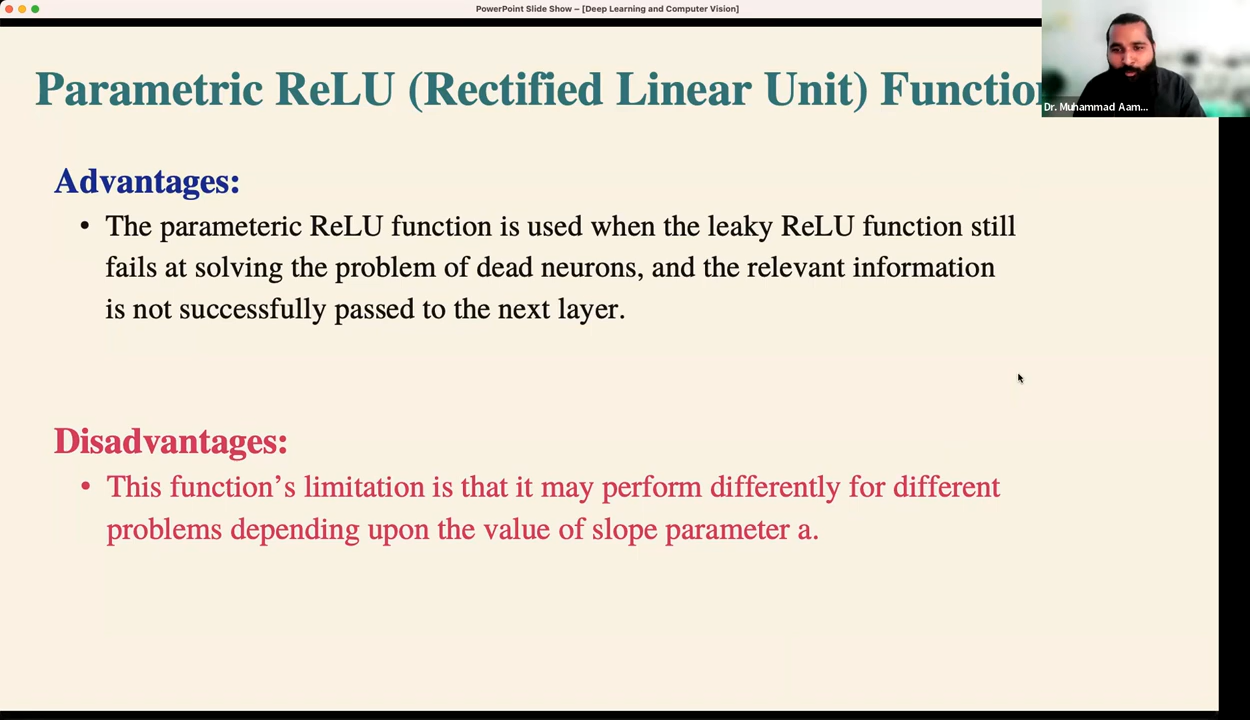 PowerPoint Slide Show – [Deep Learning and Computer Vision]
Parametric ReLU (Rectified Linear Unit) Function
Dr. Muhammad Aam...
Advantages:
• The parameteric ReLU function is used when the leaky ReLU function still
fails at solving the problem of dead neurons, and the relevant information
is not successfully passed to the next layer.
Disadvantages:
• This function’s limitation is that it may perform differently for different
problems depending upon the value of slope parameter a.